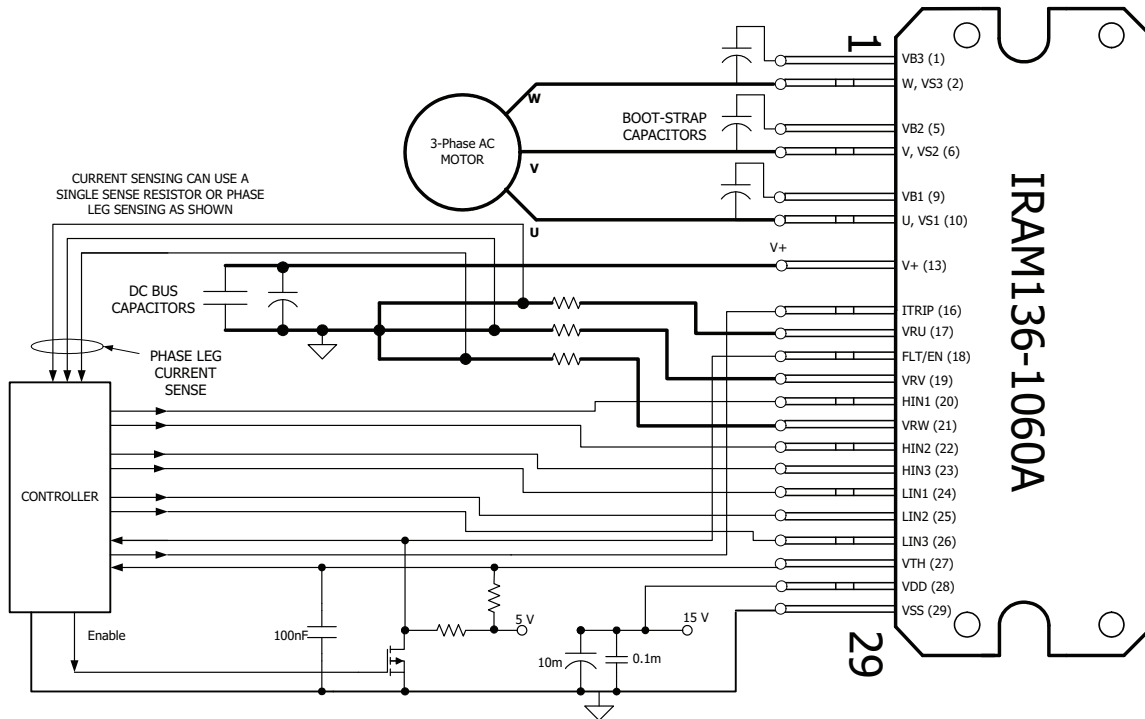 1
VB3 (1)
W, VS3 (2)
W
BOOT-STRAP
CAPACITORS
VB2 (5)
3-Phase AC
MOTOR
V, VS2 (6)
V
CURRENT SENSING CAN USE A
SINGLE SENSE RESISTOR OR PHASE
LEG SENSING AS SHOWN
VB1 (9)
U, VS1 (10)
U
V+
V+ (13)
DC BUS
CAPACITORS
ITRIP (16)
VRU (17)
PHASE LEG
CURRENT
SENSE
FLT/EN (18)
VRV (19)
HIN1 (20)
VRW (21)
HIN2 (22)
HIN3 (23)
CONTROLLER
LIN1 (24)
LIN2 (25)
LIN3 (26)
VTH (27)
VDD (28)
VSS (29)
IRAM136-1060A
Enable
100nF
5 V
15 V
10m
0.1m
29